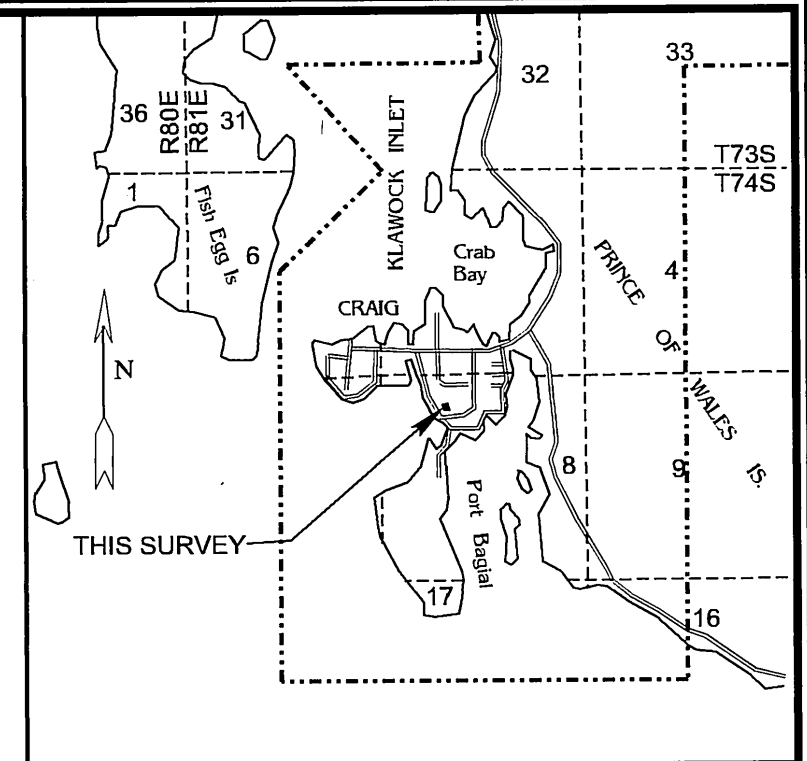 33
32
36
R80E
R81E
31
KLAWOCK INLET
T73S
T74S
1
Fish Egg Is
6
Crab
Bay
PRINCE
OF
WALES IS.
4
CRAIG
N
8
9
Port Bagial
THIS SURVEY
17
16